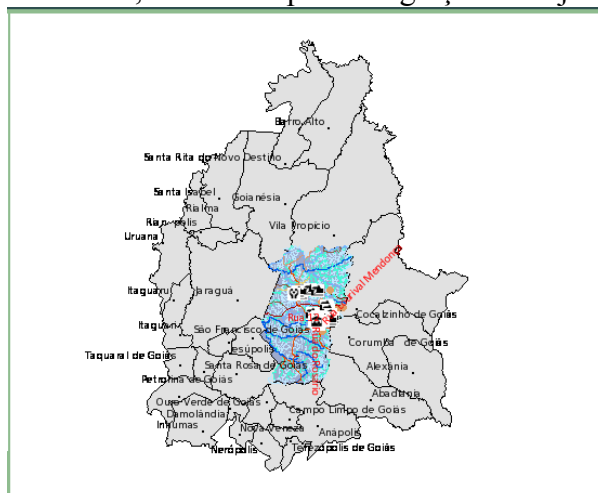 Barro Alto
Santa Rita do Novo Destino
Santa Isabel
Rialma
Goianésia
Uruana
Vila Propício
Itaguaru
Jaraguá
Rua
Cocalzinho de Goiás
Itaguari
São Francisco de Goiás
Jesúpolis
Corumbá de Goiás
Taquaral de Goiás
Santa Rosa de Goiás
Alexânia
Petrolina de Goiás
Abadiânia
Ouro Verde de Goiás
Damolândia
Campo Limpo de Goiás
Inhumas
Nova Veneza
Anápolis
Nerópolis
Terezópolis de Goiás